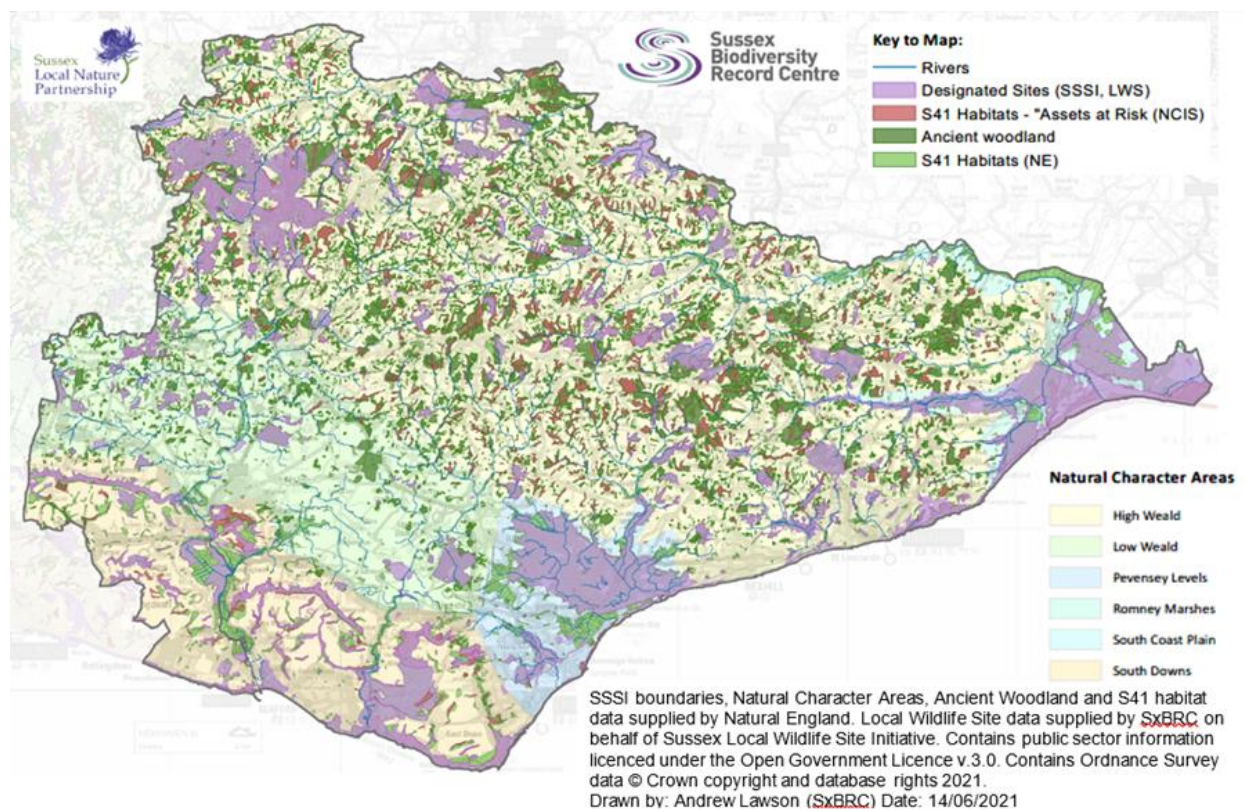 Sussex
Local Nature
Partnership
Sussex
Biodiversity
Record Centre
Key to Map:
Rivers
Designated Sites (SSSI, LWS)
S41 Habitats - "Assets at Risk (NCIS)
Ancient woodland
S41 Habitats (NE)
Natural Character Areas
High Weald
Low Weald
Pevensey Levels
Romney Marshes
South Coast Plain
South Downs
SSSI boundaries, Natural Character Areas, Ancient Woodland and S41 habitat
data supplied by Natural England. Local Wildlife Site data supplied by SxBRC on
behalf of Sussex Local Wildlife Site Initiative. Contains public sector information
licenced under the Open Government Licence v.3.0. Contains Ordnance Survey
data © Crown copyright and database rights 2021.
Drawn by: Andrew Lawson (SxBRC) Date: 14/06/2021